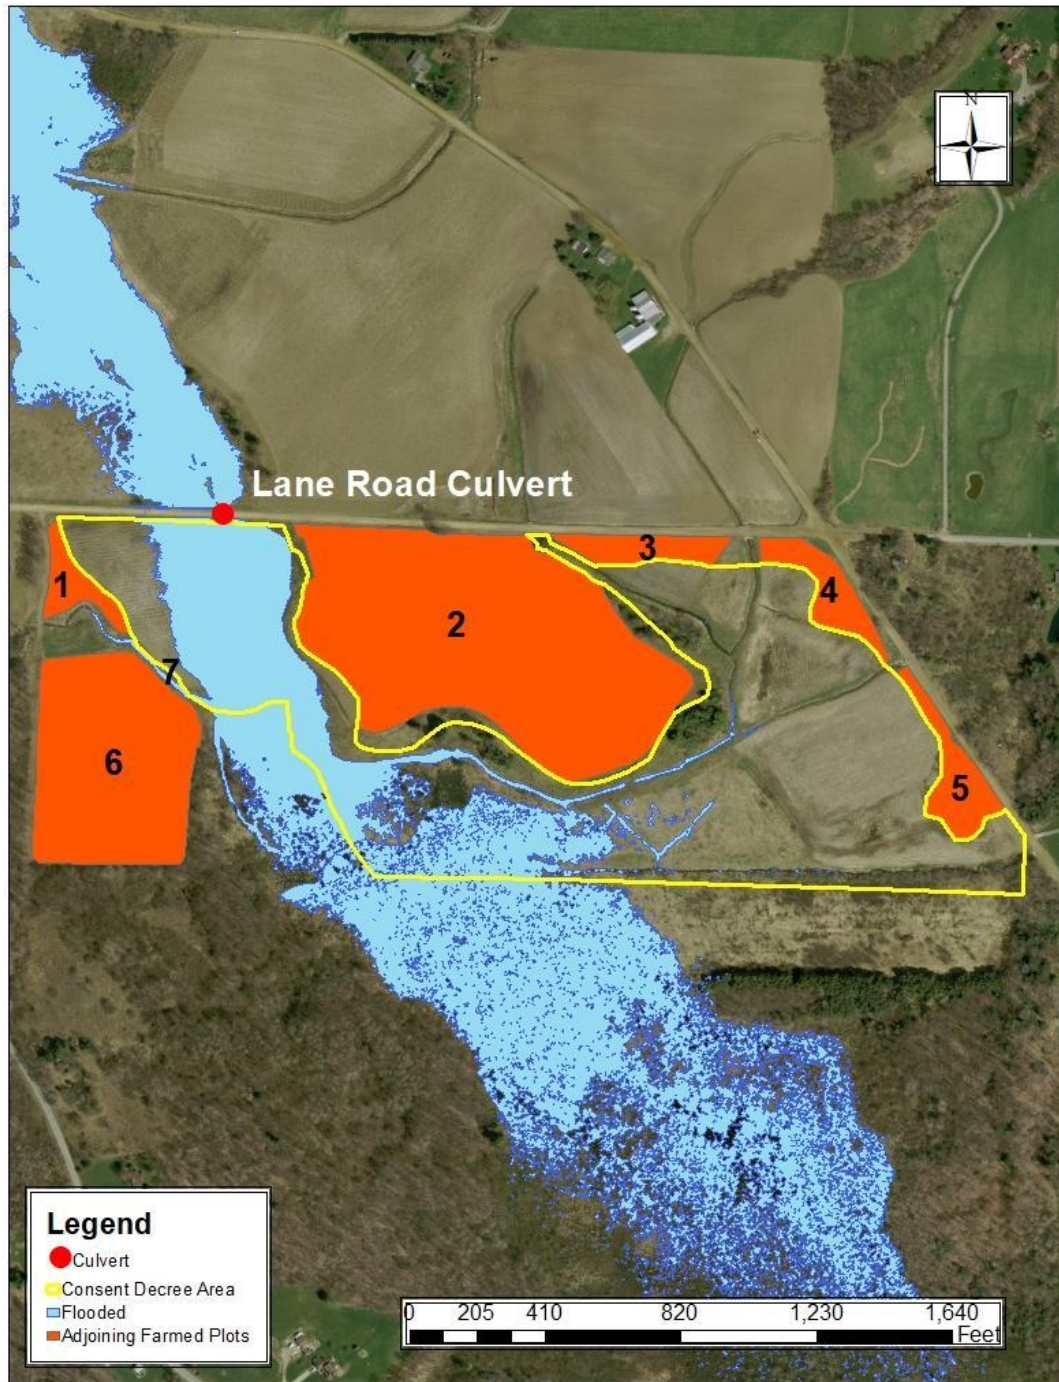 N
Lane Road Culvert
1
2
3
4
5
6
7
Legend
Culvert
Consent Decree Area
Flooded
Adjoining Farmed Plots
0 205 410 820 1,230 1,640
Feet